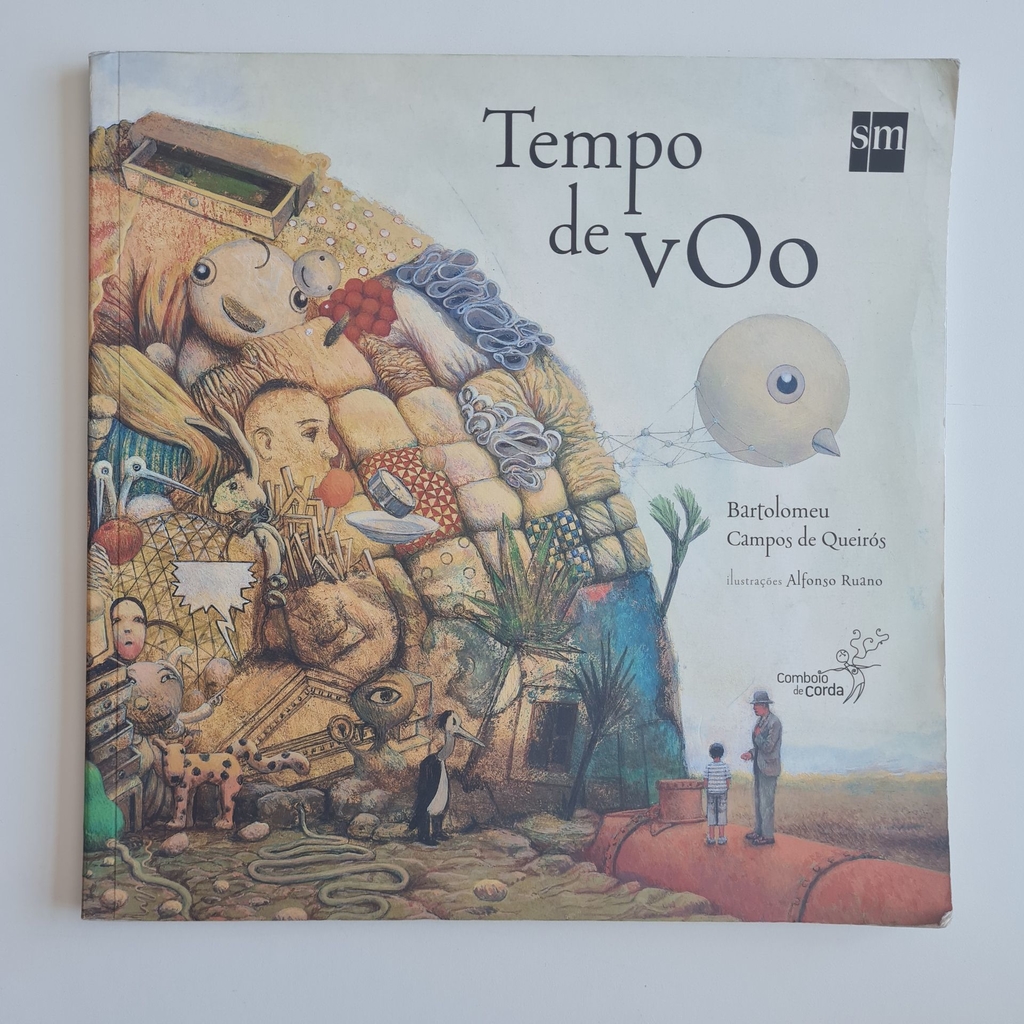 Tempo
de vOo
sm
Bartolomeu
Campos de Queirós
ilustrações Alfonso Ruano
Comboio
de Corda